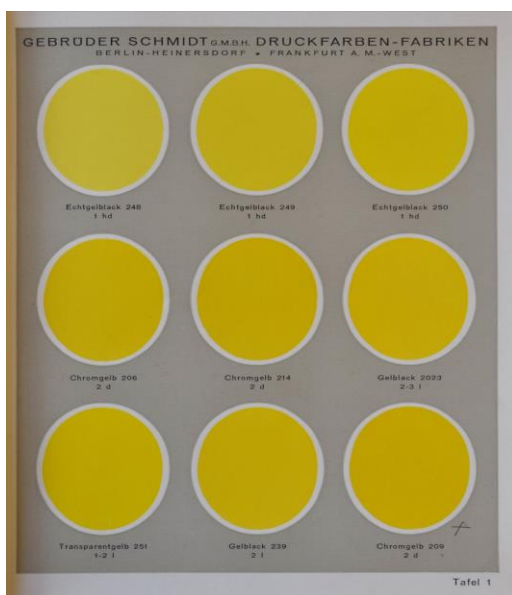 GEBRÜDER SCHMIDT G.M.B.H. DRUCKFARBEN-FABRIKEN
BERLIN-HEINERSDORF * FRANKFURT A. M.-WEST
Echtgelblack 248
1 hd
Echtgelblack 249
1 hd
Echtgelblack 250
1 hd
Chromgelb 206
2 d
Chromgelb 214
2 d
Gelblack 2023
2-3 l
Transparentgelb 251
1-2 l
Gelblack 239
2 l
Chromgelb 209
2 d
Tafel 1